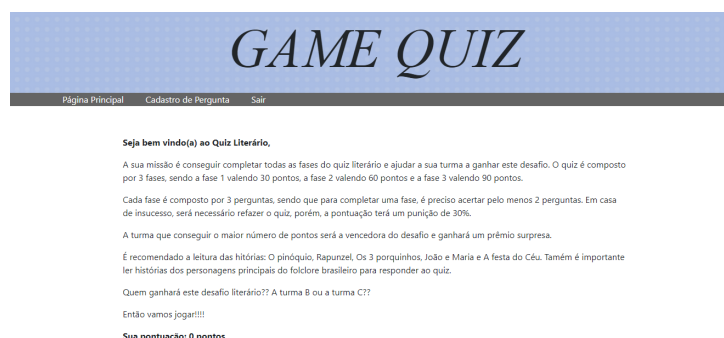 GAME QUIZ
Página Principal Cadastro de Pergunta Sair
Seja bem vindo(a) ao Quiz Literário,
A sua missão é conseguir completar todas as fases do quiz literário e ajudar a sua turma a ganhar este desafio. O quiz é composto
por 3 fases, sendo a fase 1 valendo 30 pontos, a fase 2 valendo 60 pontos e a fase 3 valendo 90 pontos.
Cada fase é composto por 3 perguntas, sendo que para completar uma fase, é preciso acertar pelo menos 2 perguntas. Em casa
de insucesso, será necessário refazer o quiz, porém, a pontuação terá um punição de 30%.
A turma que conseguir o maior número de pontos será a vencedora do desafio e ganhará um prêmio surpresa.
É recomendado a leitura das hitórias: O pinóquio, Rapunzel, Os 3 porquinhos, João e Maria e A festa do Céu. Tamém é importante
ler histórias dos personagens principais do folclore brasileiro para responder ao quiz.
Quem ganhará este desafio literário?? A turma B ou a turma C??
Então vamos jogar!!!!
Sua pontuação: 0 pontos